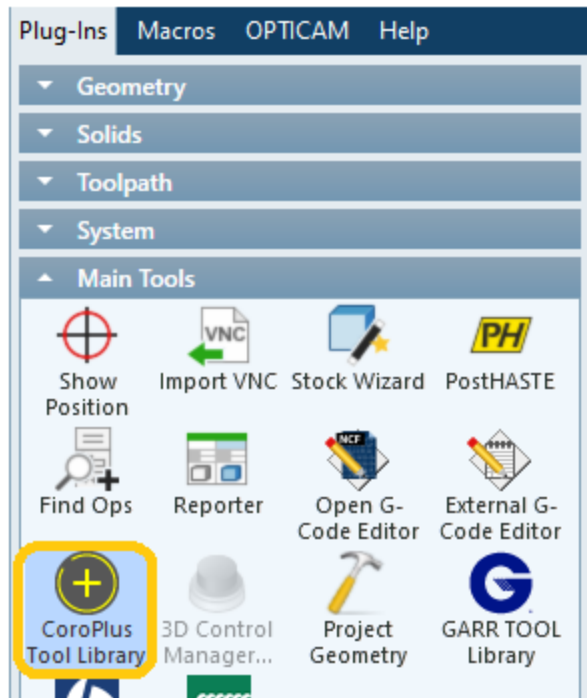 Plug-Ins Macros OPTICAM Help
Geometry
Solids
Toolpath
System
Main Tools
VNC PH
Show Import VNC Stock Wizard PostHASTE
Position
NCF
Find Ops Reporter Open G- External G-
Code Editor Code Editor
CoroPlus 3D Control Project GARR TOOL
Tool Library Manager... Geometry Library